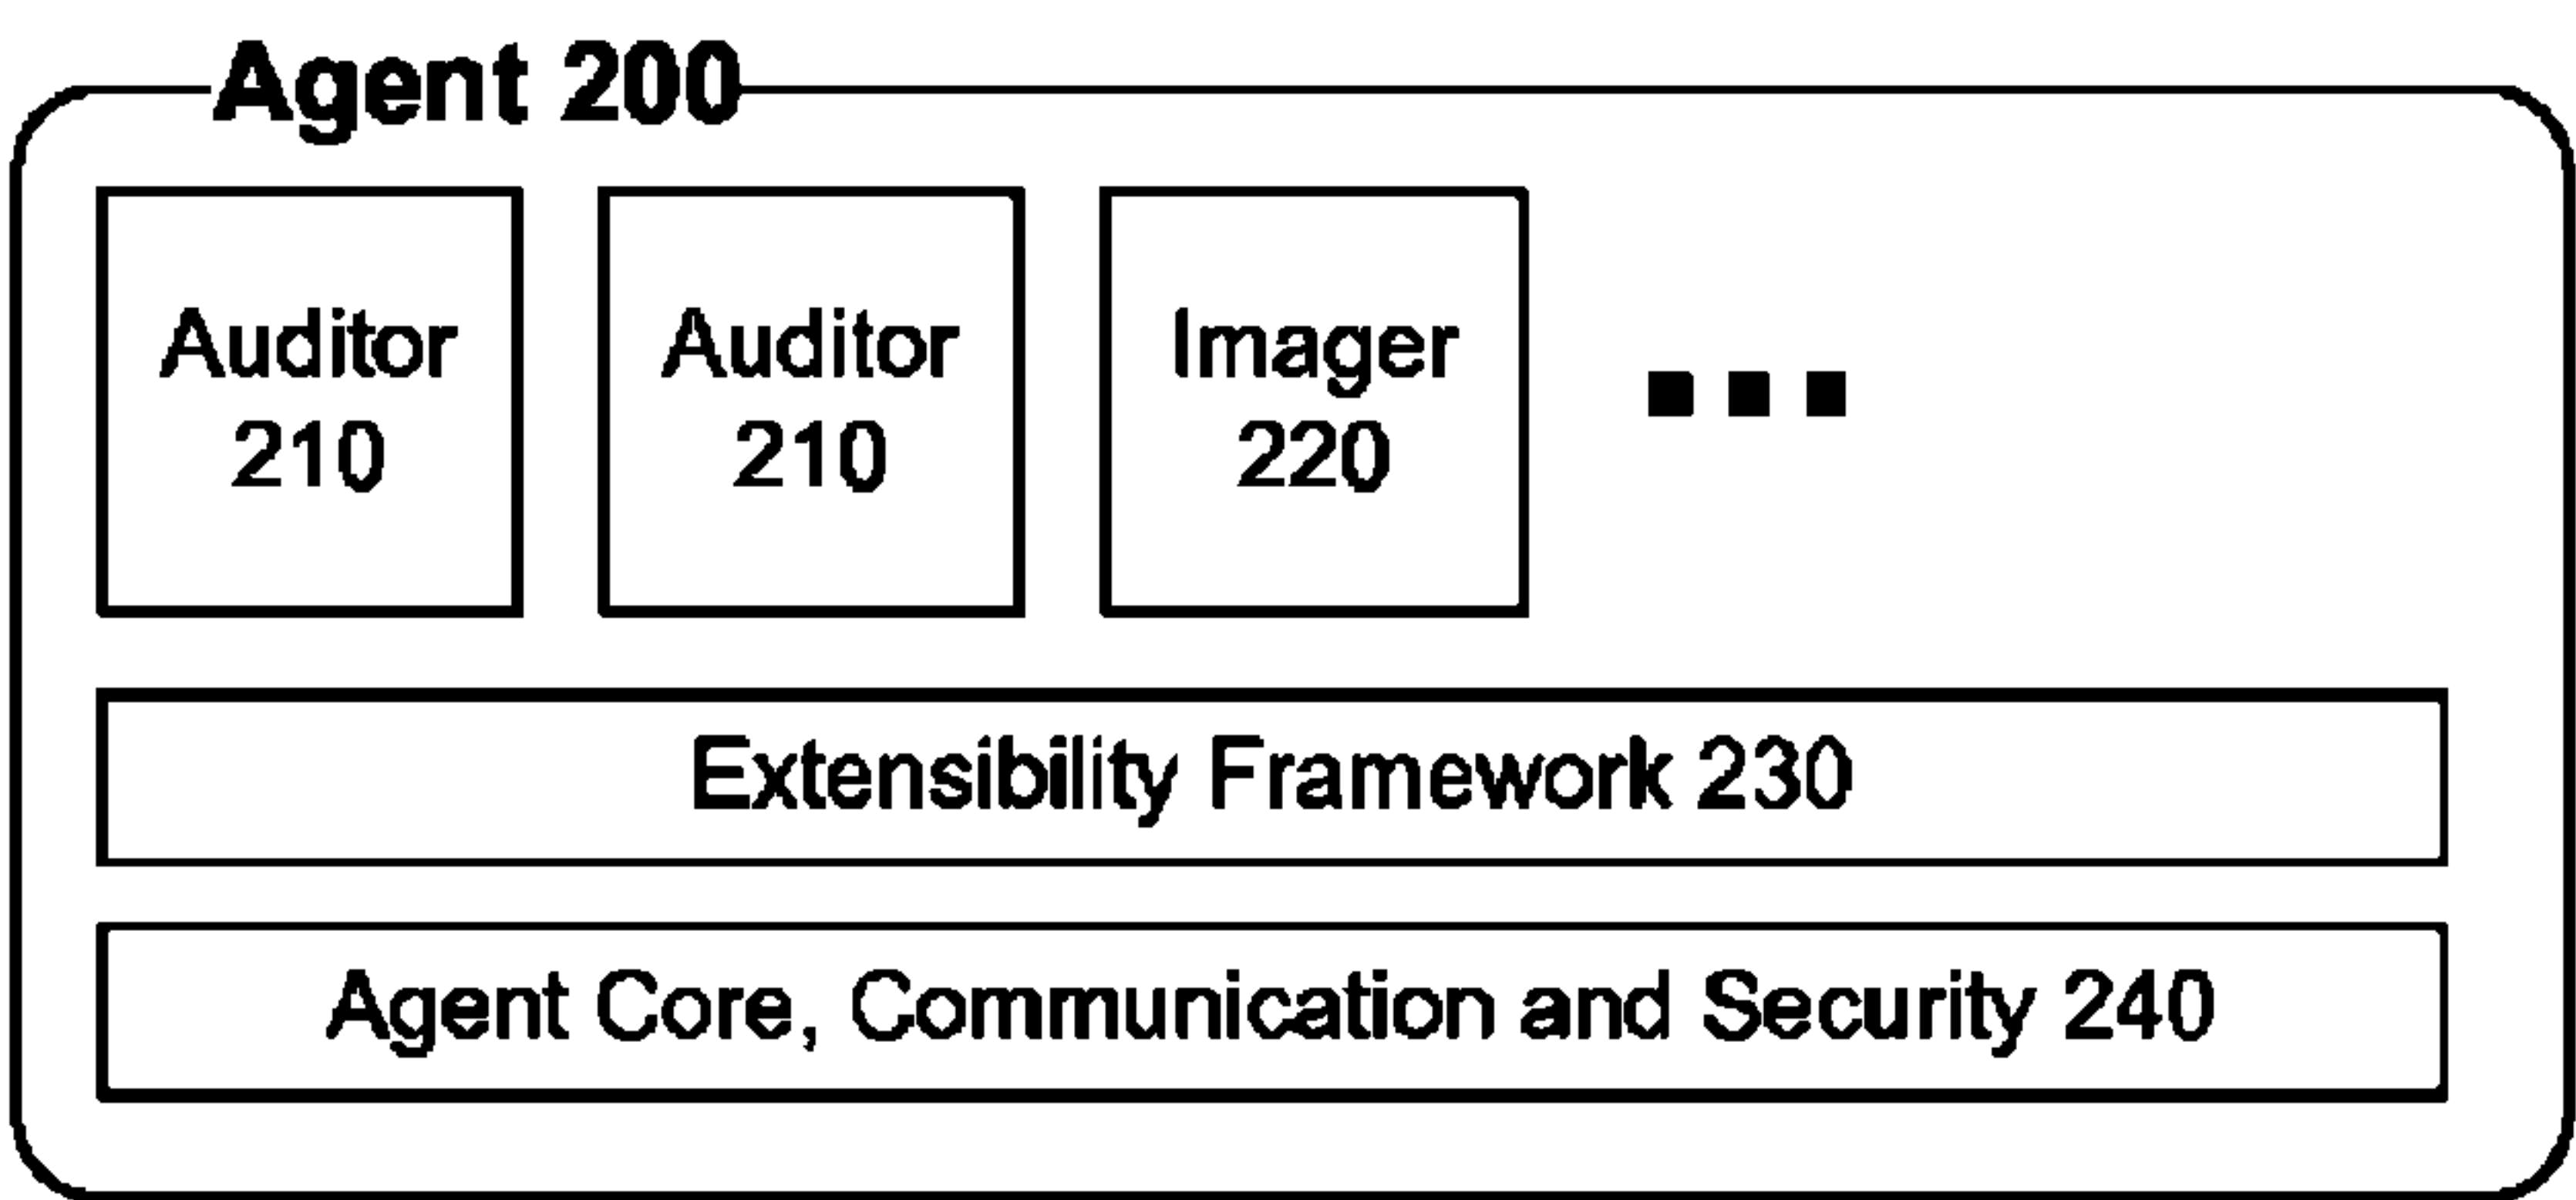 Agent 200
Auditor
210
Auditor
210
Imager
220
Extensibility Framework 230
Agent Core, Communication and Security 240